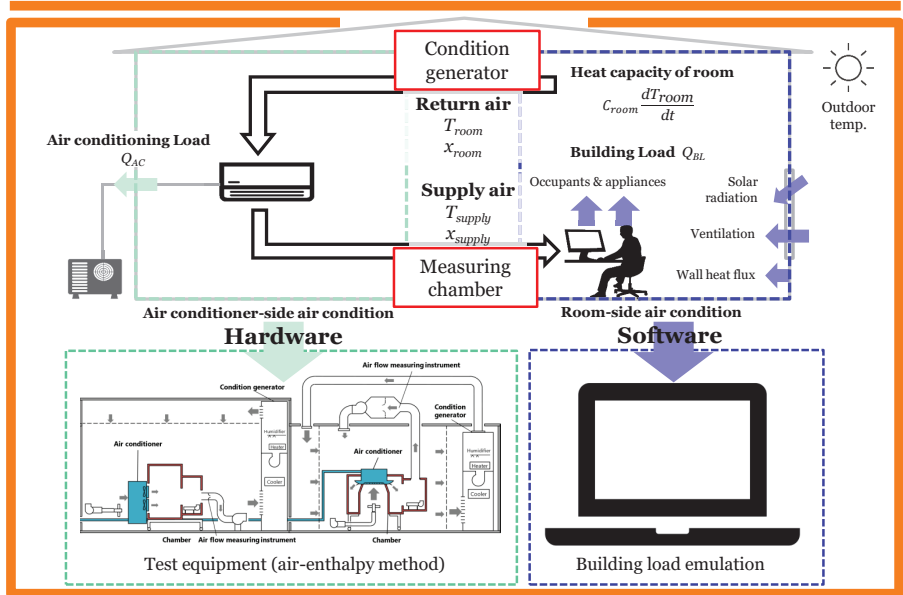 Condition
generator
Heat capacity of room
C_room dT_room/dt
Outdoor
temp.
Return air
T_room
x_room
Air conditioning Load
Q_AC
Building Load Q_BL
Occupants & appliances
Solar
radiation
Supply air
T_supply
x_supply
Ventilation
Measuring
chamber
Wall heat flux
Air conditioner-side air condition
Room-side air condition
Hardware
Software
Air flow measuring instrument
Condition generator
Condition
generator
Humidifier
Heater
Cooler
Air conditioner
Air conditioner
Humidifier
Heater
Cooler
Chamber
Air flow measuring instrument
Chamber
Test equipment (air-enthalpy method)
Building load emulation